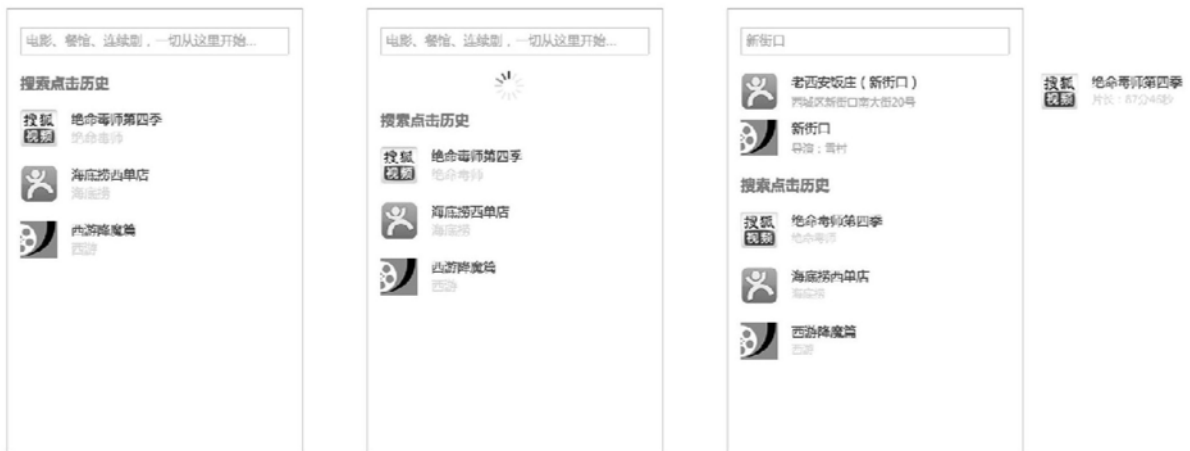 电影、餐馆、连续剧，一切从这里开始...
搜索点击历史
搜狐
视频
绝命毒师第四季
绝命毒师
海底捞西单店
海底捞
西游降魔篇
西游
电影、餐馆、连续剧，一切从这里开始...
搜索点击历史
搜狐
视频
绝命毒师第四季
绝命毒师
海底捞西单店
海底捞
西游降魔篇
西游
新街口
老西安饭庄（新街口）
西城区新街口南大街20号
新街口
导演：雪村
搜索点击历史
搜狐
视频
绝命毒师第四季
绝命毒师
海底捞西单店
海底捞
西游降魔篇
西游
搜狐
视频
绝命毒师第四季
片长：87分46秒